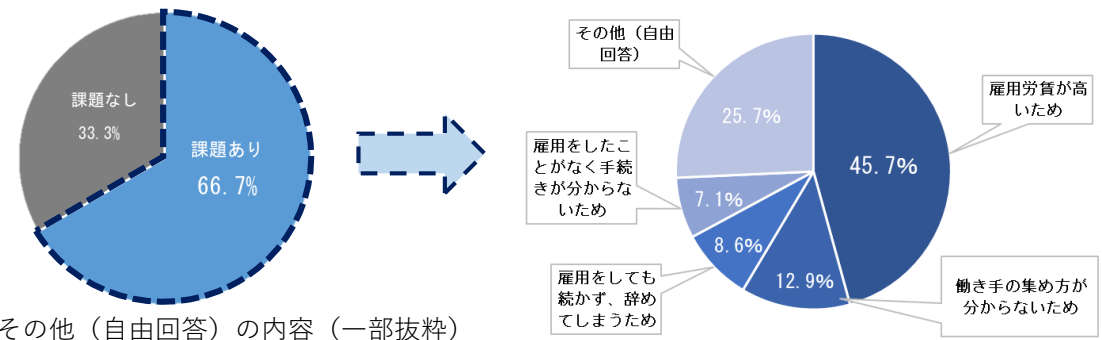 課題なし
33.3%
課題あり
66.7%
その他（自由
回答）
25.7%
雇用労賃が高
いため
45.7%
雇用をしたこ
とがなく手続
きが分からな
いため
7.1%
雇用をしても
続かず、辞め
てしまうため
8.6%
働き手の集め方が
分からないため
12.9%
その他（自由回答）の内容（一部抜粋）